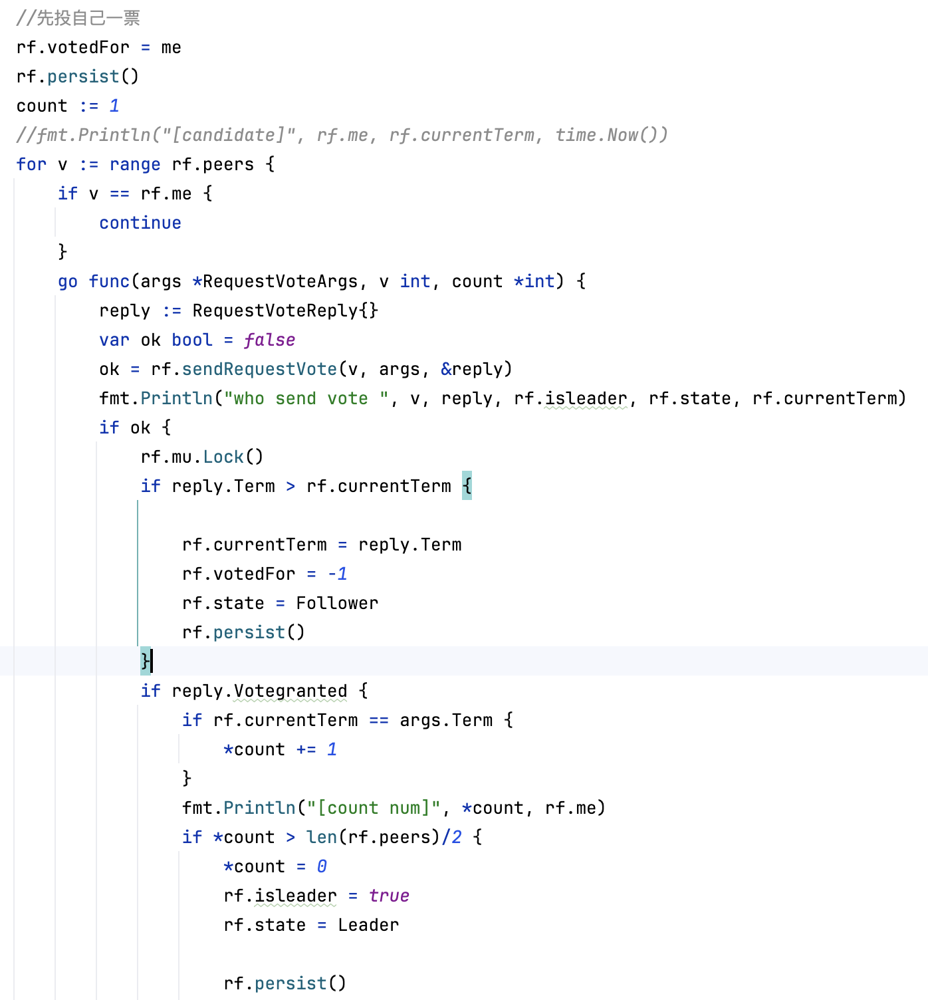 //先投自己一票
rf.votedFor = me
rf.persist()
count := 1
//fmt.Println("[candidate]", rf.me, rf.currentTerm, time.Now())
for v := range rf.peers {
if v == rf.me {
continue
}
go func(args *RequestVoteArgs, v int, count *int) {
reply := RequestVoteReply{}
var ok bool = false
ok = rf.sendRequestVote(v, args, &reply)
fmt.Println("who send vote ", v, reply, rf.isleader, rf.state, rf.currentTerm)
if ok {
rf.mu.Lock()
if reply.Term > rf.currentTerm {
rf.currentTerm = reply.Term
rf.votedFor = -1
rf.state = Follower
rf.persist()
}
if reply.Votegranted {
if rf.currentTerm == args.Term {
*count += 1
}
fmt.Println("[count num]", *count, rf.me)
if *count > len(rf.peers)/2 {
*count = 0
rf.isleader = true
rf.state = Leader
rf.persist()